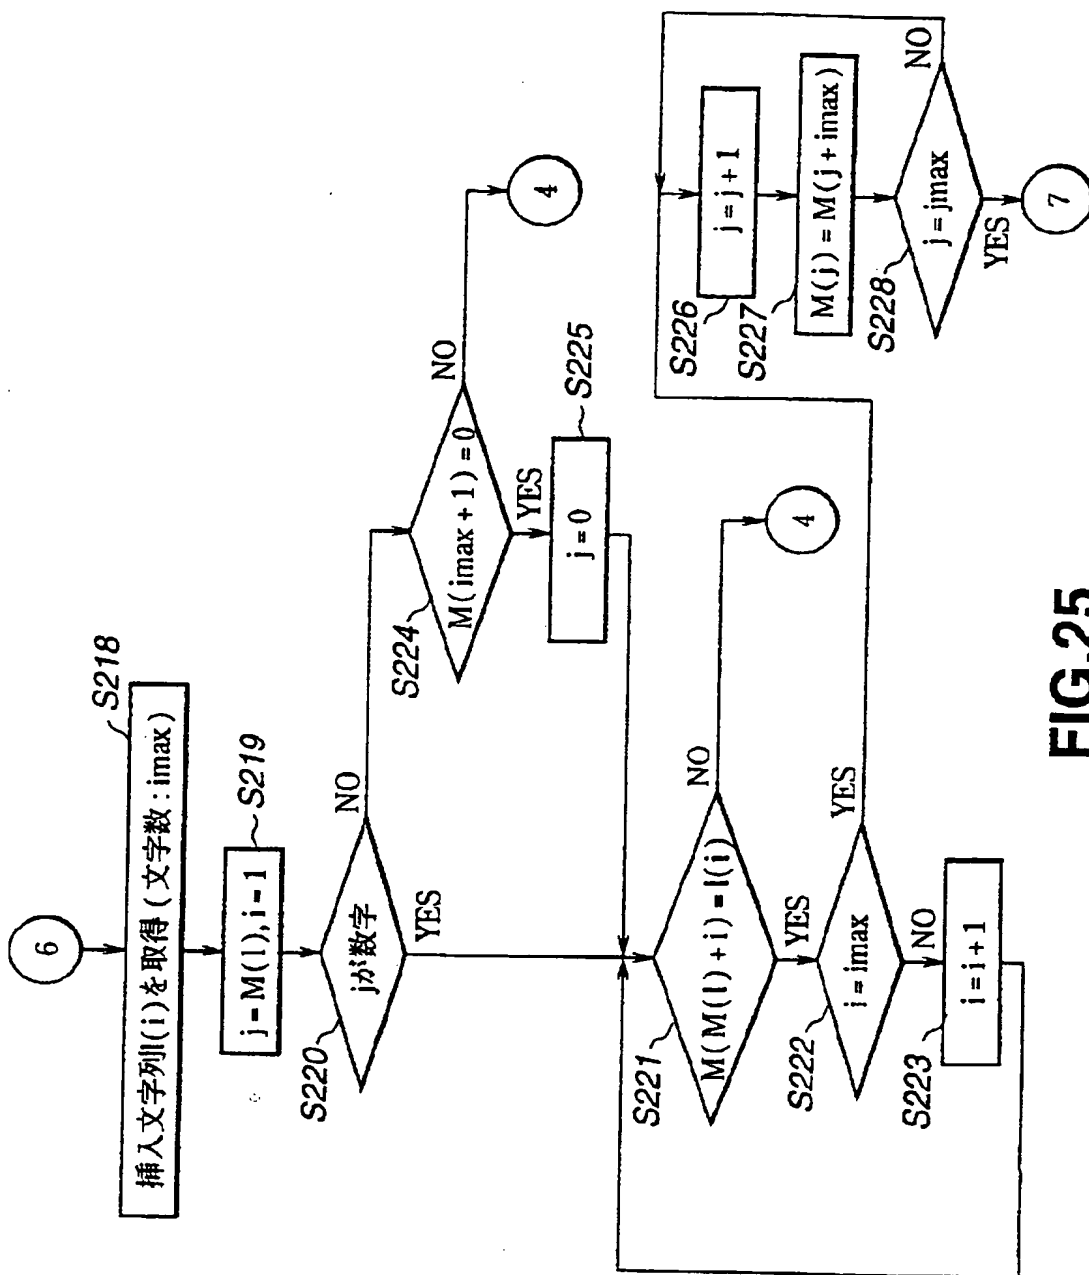 6
S218
挿入文字列I(i)を取得(文字数:imax)
S219
j=M(l), i=1
S220
jが数字
NO
YES
S224
M(imax+1)=0
NO
4
YES
S225
j=0
S221
M(M(l)+i)=I(i)
NO
4
YES
S222
i=imax
YES
NO
S223
i=i+1
S226
j=j+1
S227
M(j)=M(j+imax)
S228
j=jmax
NO
YES
7
FIG.25